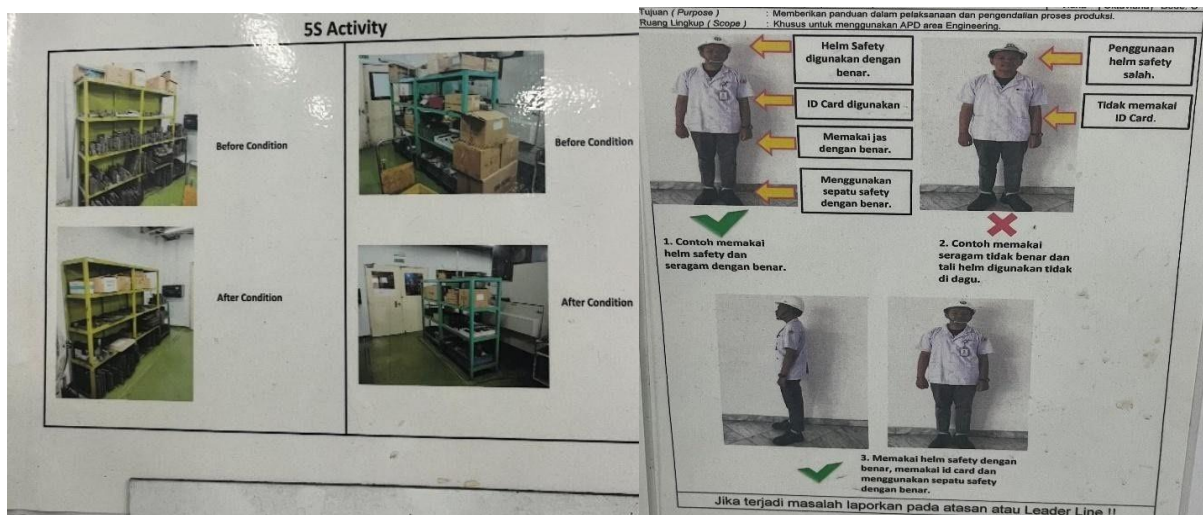 5S Activity
Before Condition
Before Condition
After Condition
After Condition
Tujuan ( Purpose ) : Memberikan panduan dalam pelaksanaan dan pengendalian proses produksi.
Ruang Lingkup ( Scope ) : Khusus untuk menggunakan APD area Engineering.
Helm Safety
digunakan dengan
benar.
ID Card digunakan
Memakai jas
dengan benar.
Menggunakan
sepatu safety
dengan benar.
Penggunaan
helm safety
salah.
Tidak memakai
ID Card.
1. Contoh memakai
helm safety dan
seragam dengan benar.
2. Contoh memakai
seragam tidak benar dan
tali helm digunakan tidak
di dagu.
3. Memakai helm safety dengan
benar, memakai id card dan
menggunakan sepatu safety
dengan benar.
Jika terjadi masalah laporkan pada atasan atau Leader Line !!